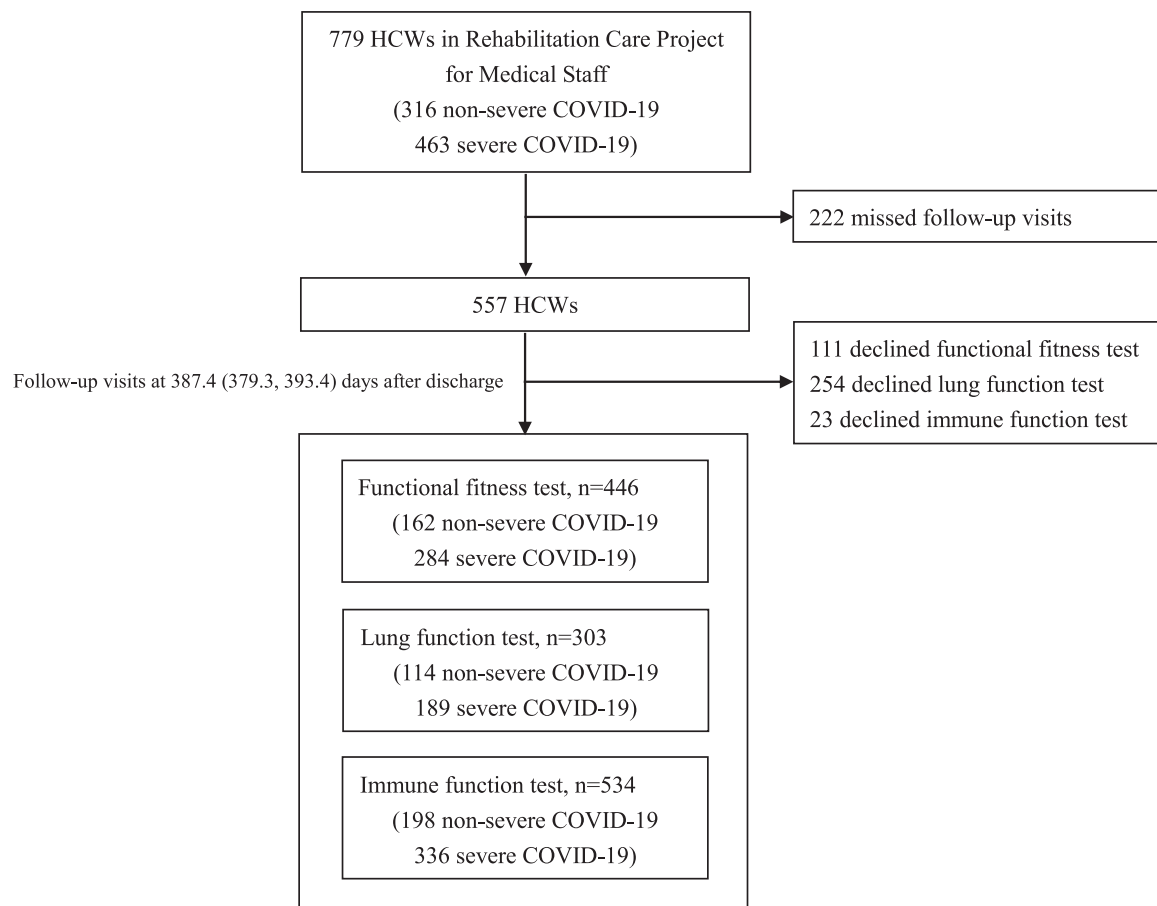 779 HCWs in Rehabilitation Care Project
for Medical Staff
(316 non-severe COVID-19
463 severe COVID-19)
222 missed follow-up visits
557 HCWs
111 declined functional fitness test
254 declined lung function test
23 declined immune function test
Follow-up visits at 387.4 (379.3, 393.4) days after discharge
Functional fitness test, n=446
(162 non-severe COVID-19
284 severe COVID-19)
Lung function test, n=303
(114 non-severe COVID-19
189 severe COVID-19)
Immune function test, n=534
(198 non-severe COVID-19
336 severe COVID-19)